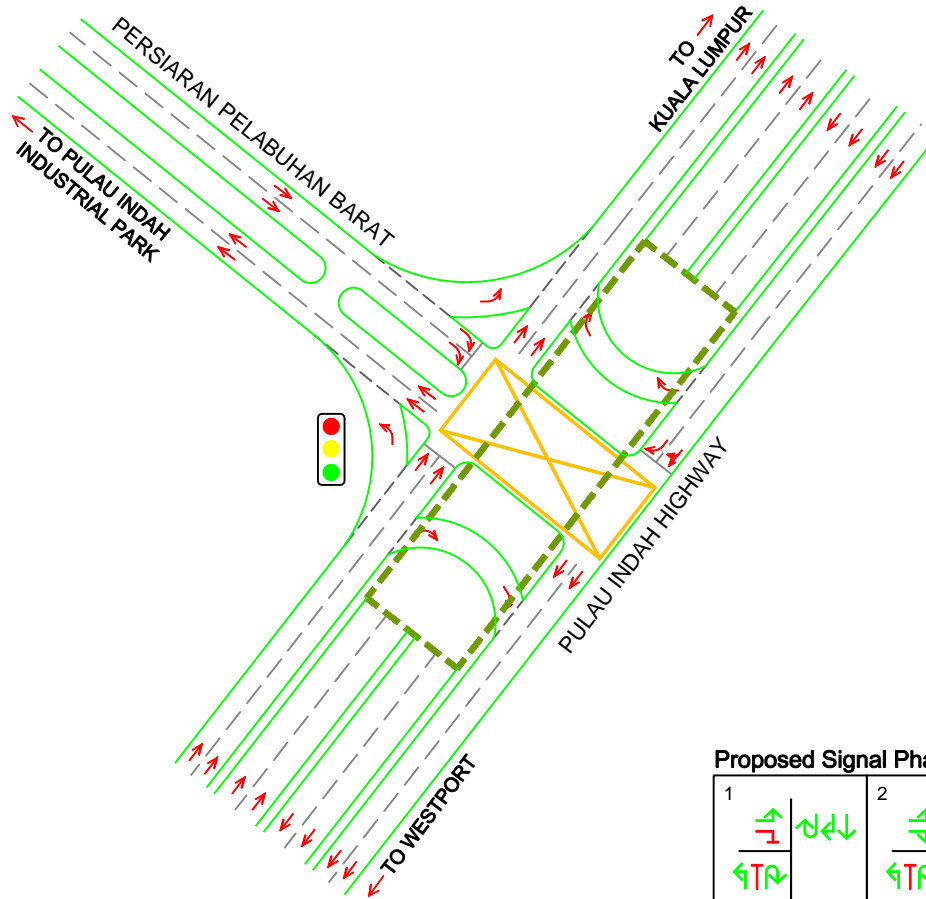 PERSIARAN PELABUHAN BARAT
TO PULAU INDAH
INDUSTRIAL PARK
TO
KUALA LUMPUR
PULAU INDAH HIGHWAY
TO WESTPORT
Proposed Signal Pha
1
2